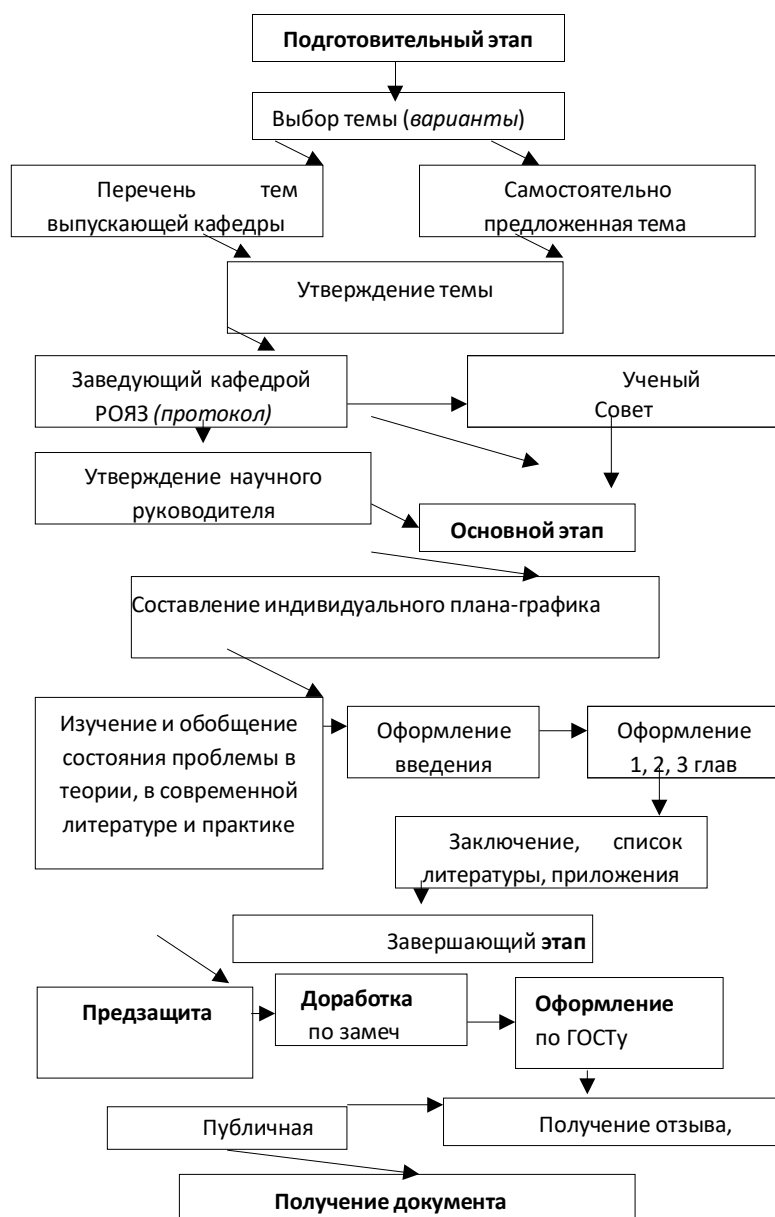 Подготовительный этап
Выбор темы (варианты)
Перечень тем
выпускающей кафедры
Самостоятельно
предложенная тема
Утверждение темы
Заведующий кафедрой
РОЯЗ (протокол)
Ученый
Совет
Утверждение научного
руководителя
Основной этап
Составление индивидуального плана-графика
Изучение и обобщение
состояния проблемы в
теории, в современной
литературе и практике
Оформление
введения
Оформление
1, 2, 3 глав
Заключение, список
литературы, приложения
Завершающий этап
Предзащита
Доработка
по замеч
Оформление
по ГОСТу
Публичная
Получение отзыва,
Получение документа